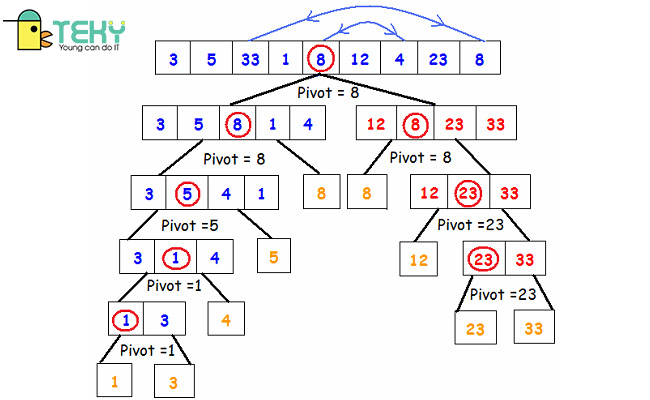 TEKY
Young can do IT
3 5 33 1 8 12 4 23 8
Pivot = 8
3 5 8 1 4
12 8 23 33
Pivot = 8
Pivot = 8
3 5 4 1
8
8
12 23 33
Pivot =5
Pivot =23
3 1 4
5
12
23 33
Pivot =1
Pivot =23
1 3
4
23
33
Pivot =1
1
3